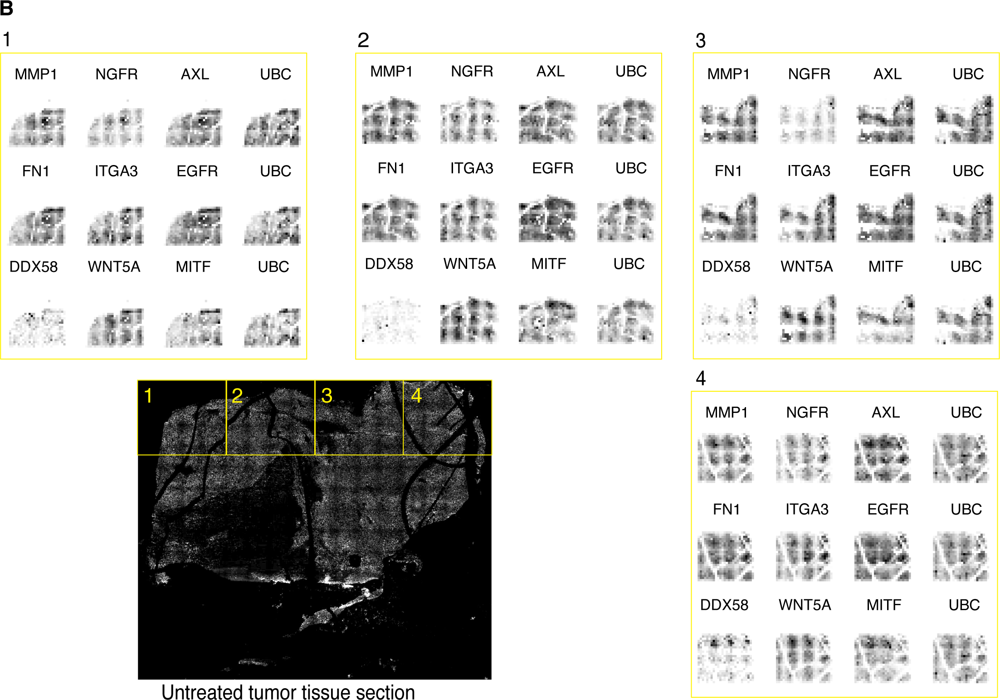 B
1
2
3
MMP1 NGFR AXL UBC
FN1 ITGA3 EGFR UBC
DDX58 WNT5A MITF UBC
MMP1 NGFR AXL UBC
FN1 ITGA3 EGFR UBC
DDX58 WNT5A MITF UBC
MMP1 NGFR AXL UBC
FN1 ITGA3 EGFR UBC
DDX58 WNT5A MITF UBC
1 2 3 4
Untreated tumor tissue section
4
MMP1 NGFR AXL UBC
FN1 ITGA3 EGFR UBC
DDX58 WNT5A MITF UBC